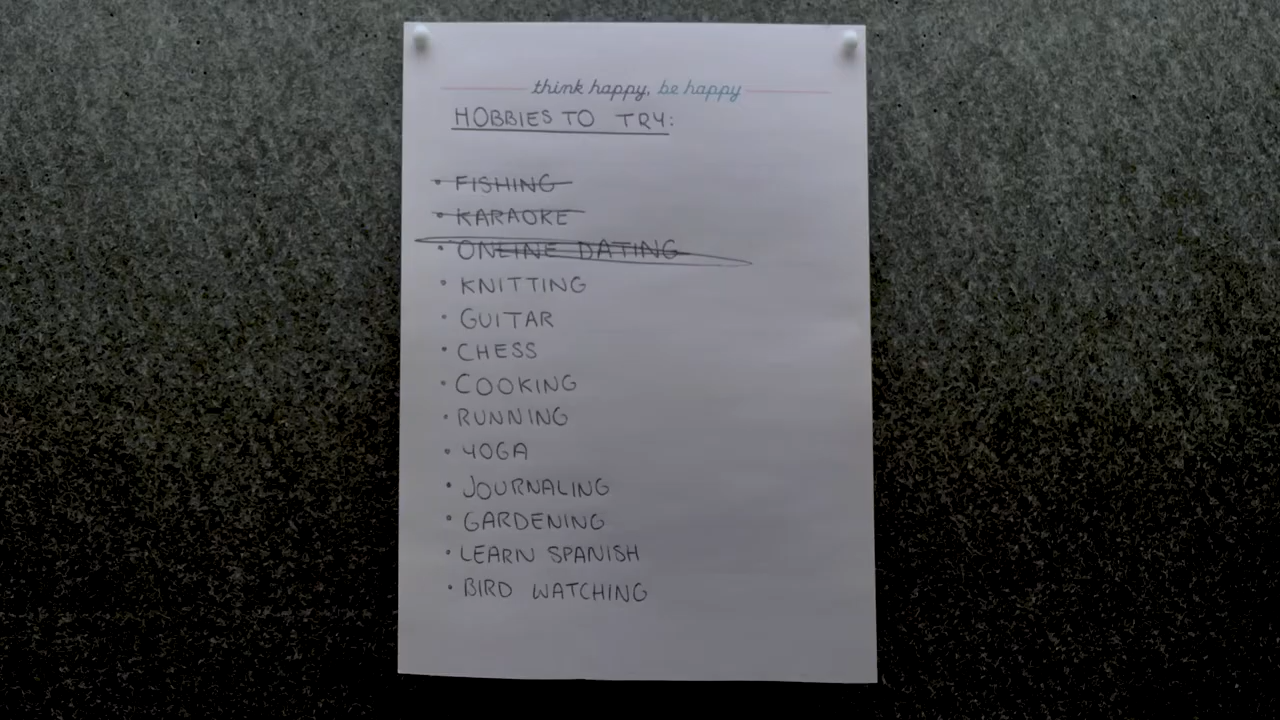 think happy, be happy
HOBBIES TO TRY:
• FISHING
• KARAOKE
• ONLINE DATING
• KNITTING
• GUITAR
• CHESS
• COOKING
• RUNNING
• YOGA
• JOURNALING
• GARDENING
• LEARN SPANISH
• BIRD WATCHING